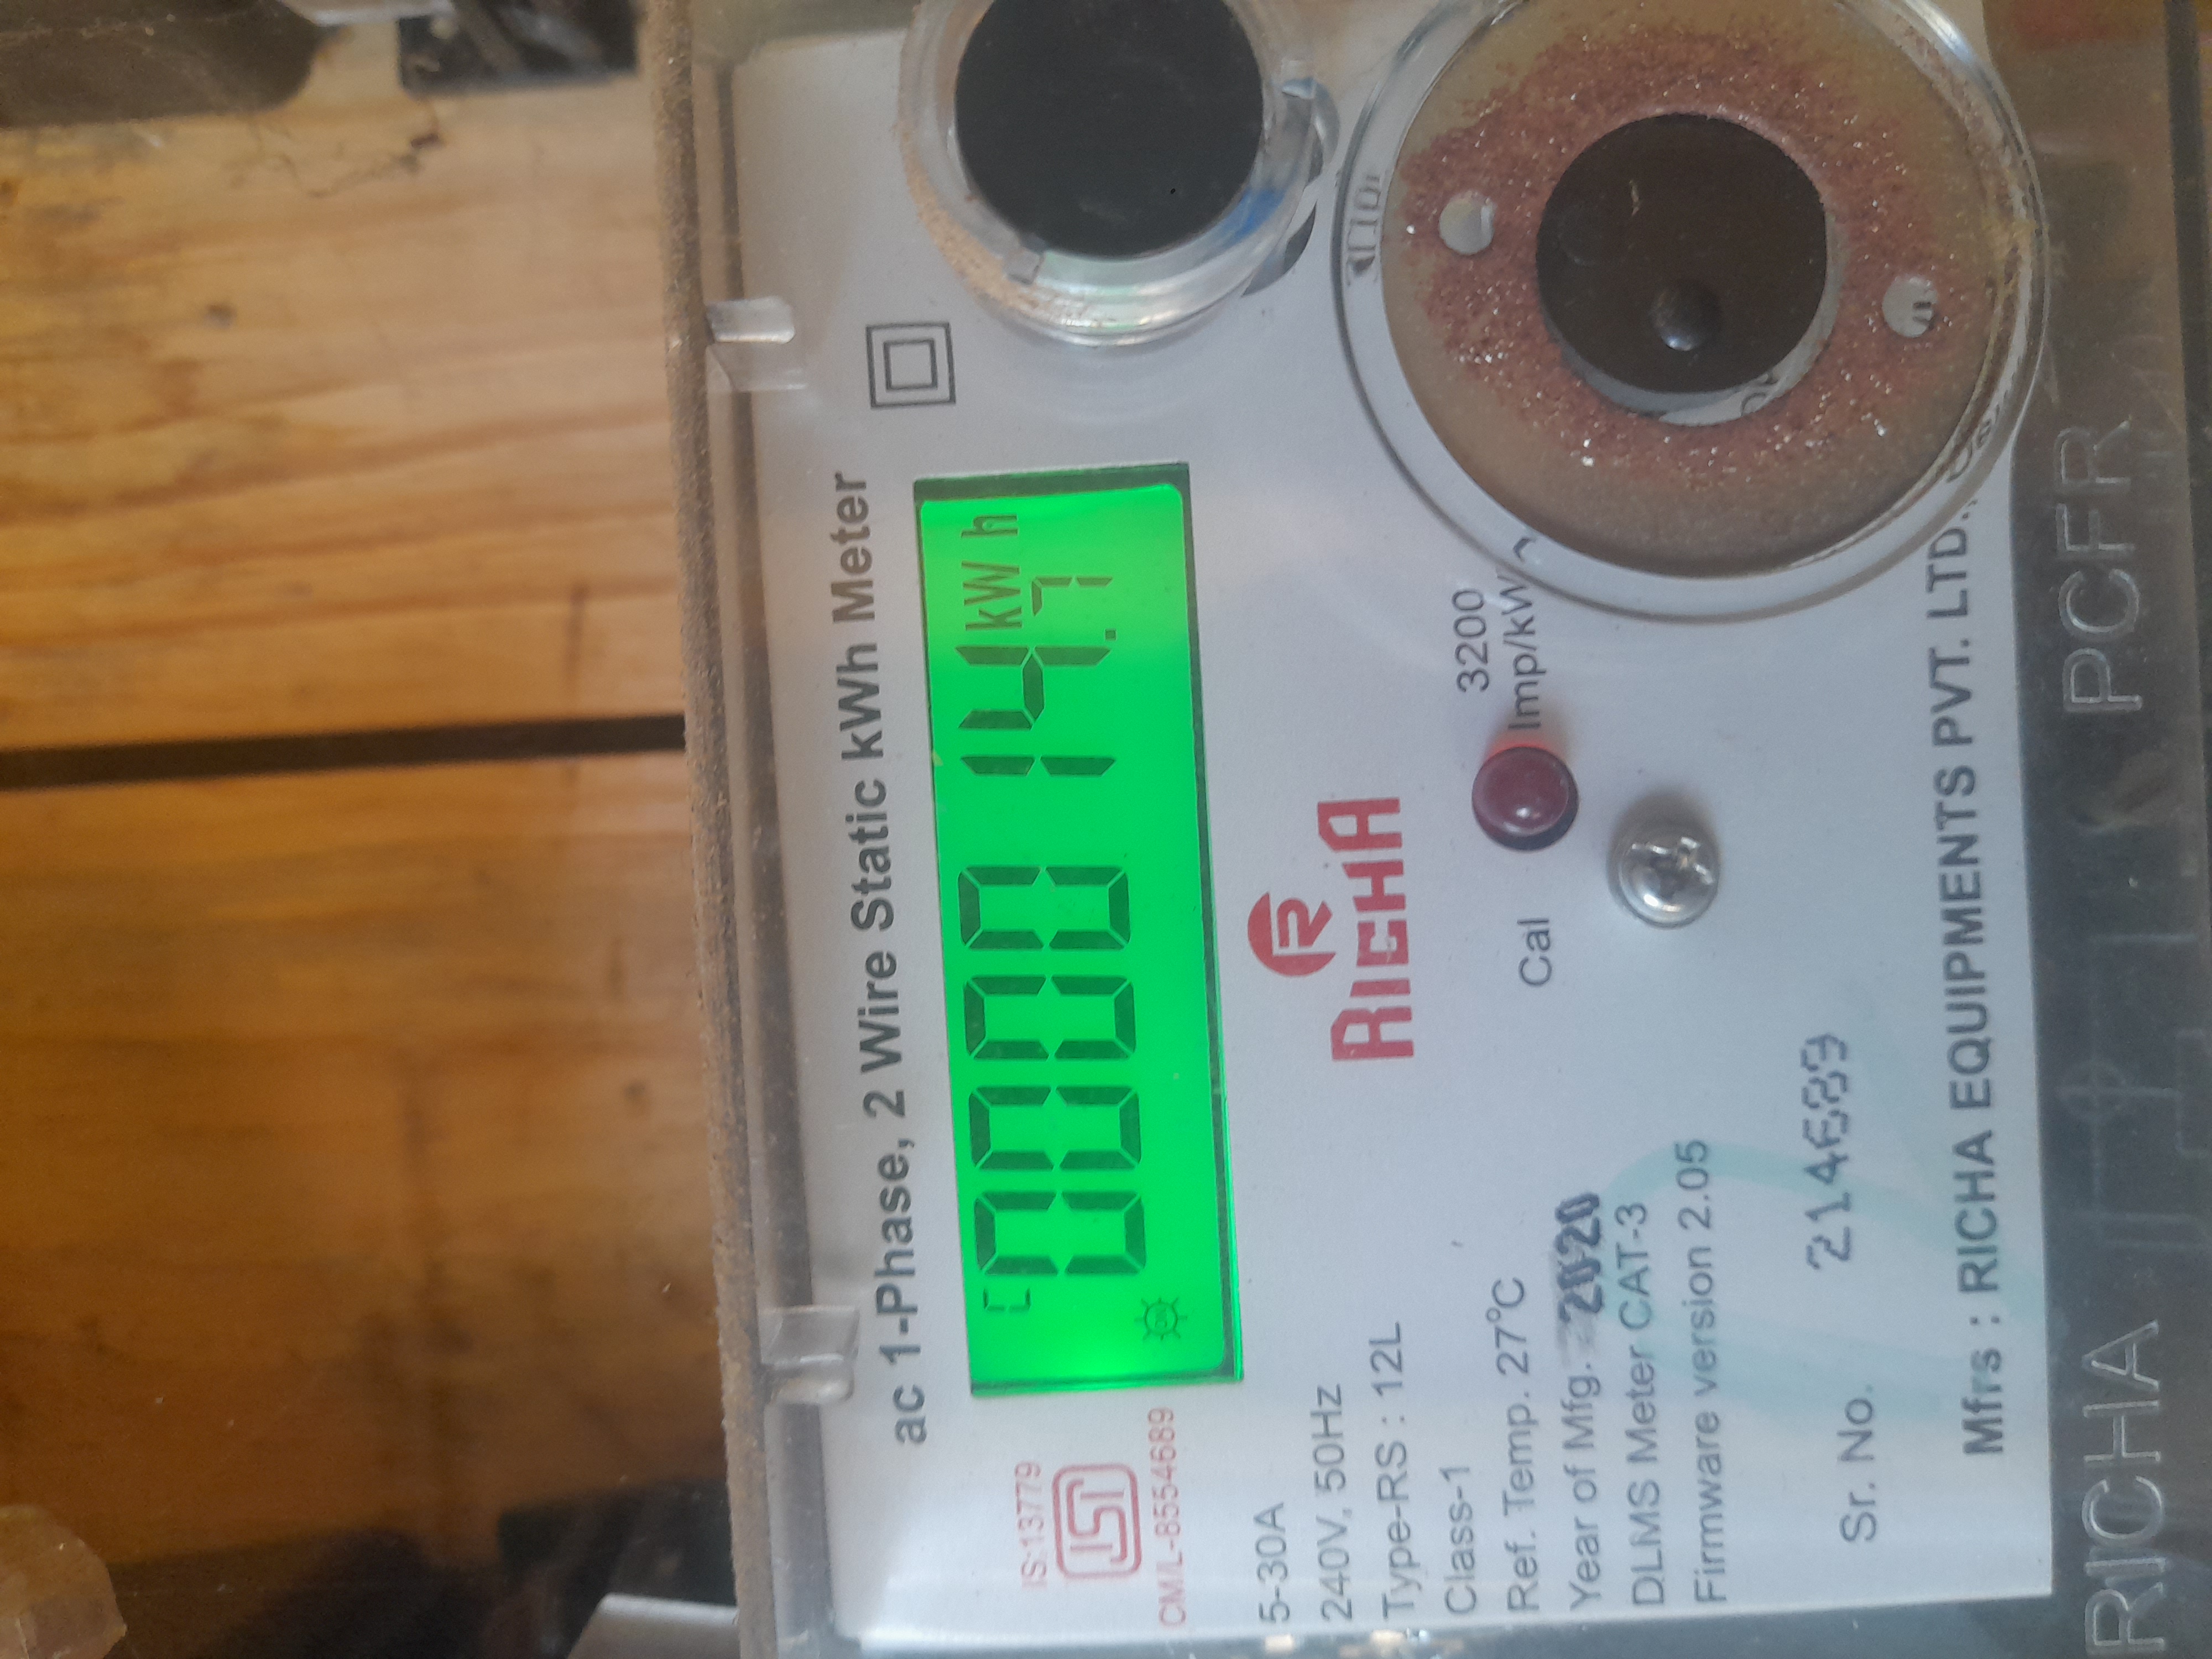 ac 1-Phase, 2 Wire Static kWh Meter
IS:13779
CM/L-8554689
000014.7
kWh
5-30A
240V, 50Hz
Type-RS : 12L
Class-1
Ref. Temp. 27°C
Year of Mfg. 2020
DLMS Meter CAT-3
Firmware version 2.05
R
RICHA
Cal
3200
Imp/kW
Sr. No.
Mfrs : RICHA EQUIPMENTS PVT. LTD.
RICHA
PCFR